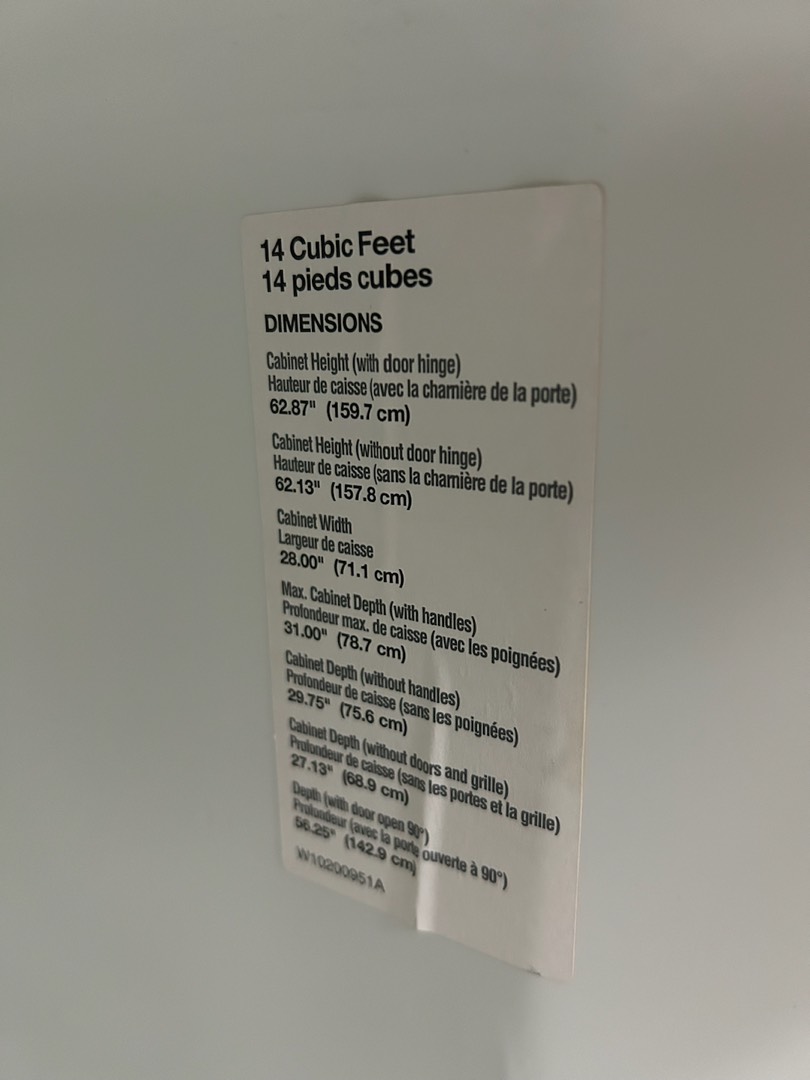 14 Cubic Feet
14 pieds cubes
DIMENSIONS
Cabinet Height (with door hinge)
Hauteur de caisse (avec la charnière de la porte)
62.87" (159.7 cm)
Cabinet Height (without door hinge)
Hauteur de caisse (sans la charnière de la porte)
62.13" (157.8 cm)
Cabinet Width
Largeur de caisse
28.00" (71.1 cm)
Max. Cabinet Depth (with handles)
Profondeur max. de caisse (avec les poignées)
31.00" (78.7 cm)
Cabinet Depth (without handles)
Profondeur de caisse (sans les poignées)
29.75" (75.6 cm)
Cabinet Depth (without doors and grille)
Profondeur de caisse (sans les portes et la grille)
27.13" (68.9 cm)
Depth (with door open 90°)
Profondeur (avec la porte ouverte à 90°)
56.25" (142.9 cm)
W10200951A